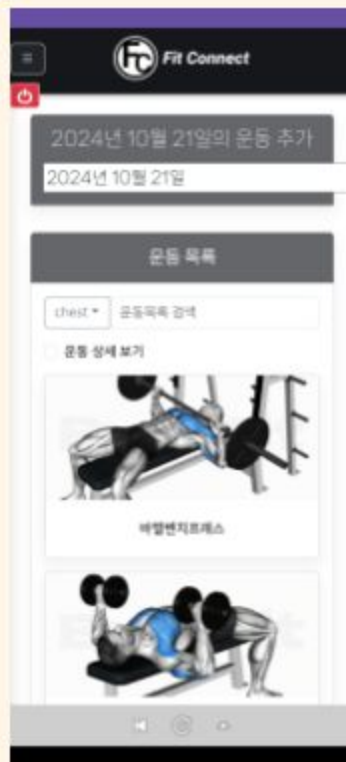 FC Fit Connect
2024년 10월 21일의 운동 추가
2024년 10월 21일
운동 목록
chest
운동목록 검색
운동 상세 보기
바벨벤치프레스